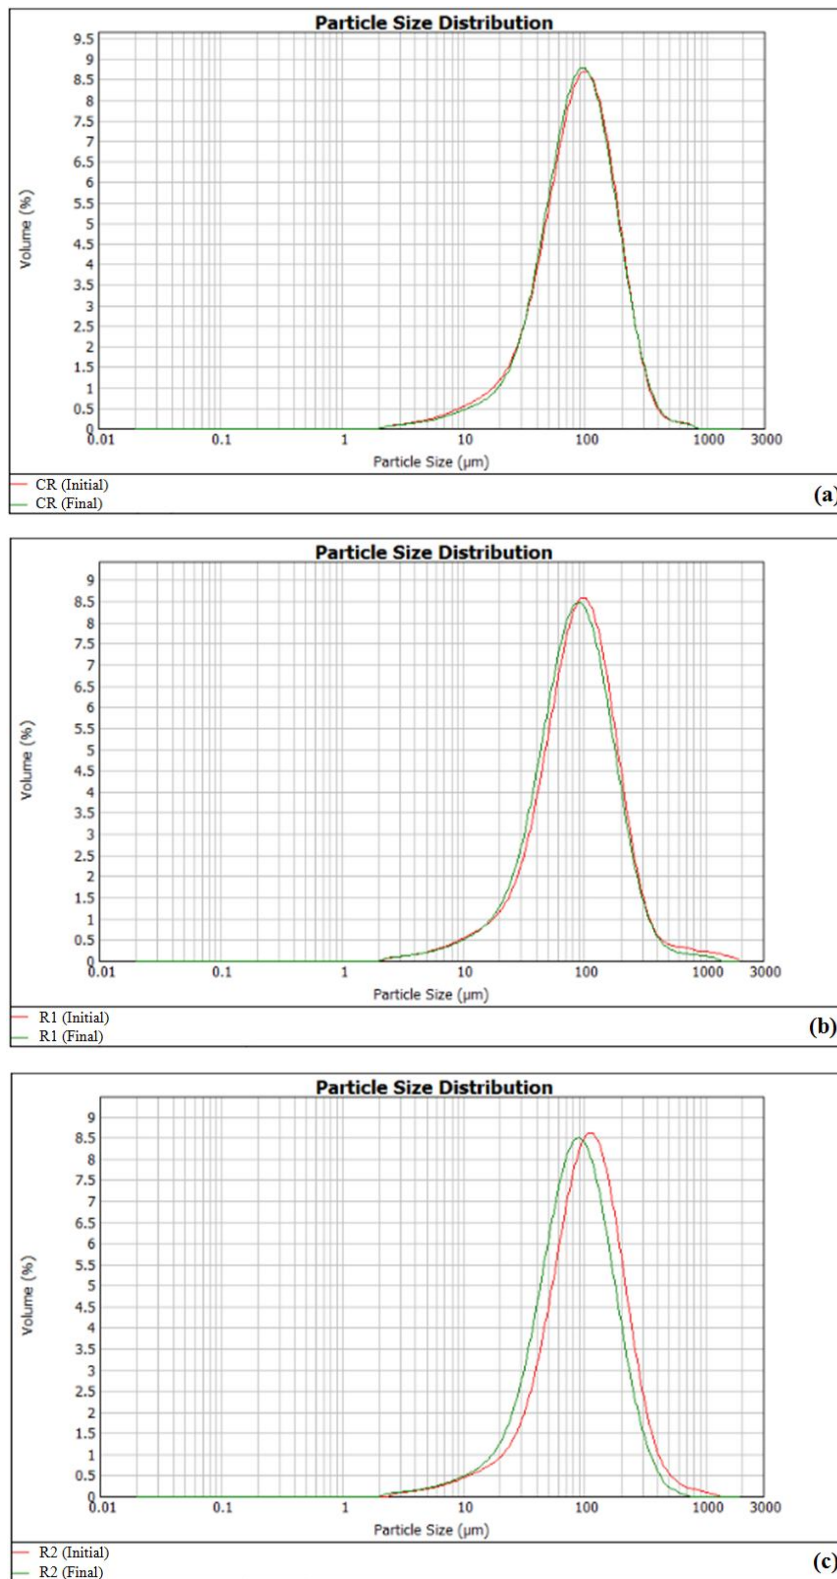 Particle Size Distribution
9.5
9
8.5
8
7.5
7
6.5
6
5.5
5
4.5
4
3.5
3
2.5
2
1.5
1
0.5
0
Volume (%)
0.01 0.1 1 10 100 1000 3000
Particle Size (µm)
CR (Initial)
CR (Final)
(a)
Particle Size Distribution
9
8.5
8
7.5
7
6.5
6
5.5
5
4.5
4
3.5
3
2.5
2
1.5
1
0.5
0
Volume (%)
0.01 0.1 1 10 100 1000 3000
Particle Size (µm)
R1 (Initial)
R1 (Final)
(b)
Particle Size Distribution
9
8.5
8
7.5
7
6.5
6
5.5
5
4.5
4
3.5
3
2.5
2
1.5
1
0.5
0
Volume (%)
0.01 0.1 1 10 100 1000 3000
Particle Size (µm)
R2 (Initial)
R2 (Final)
(c)